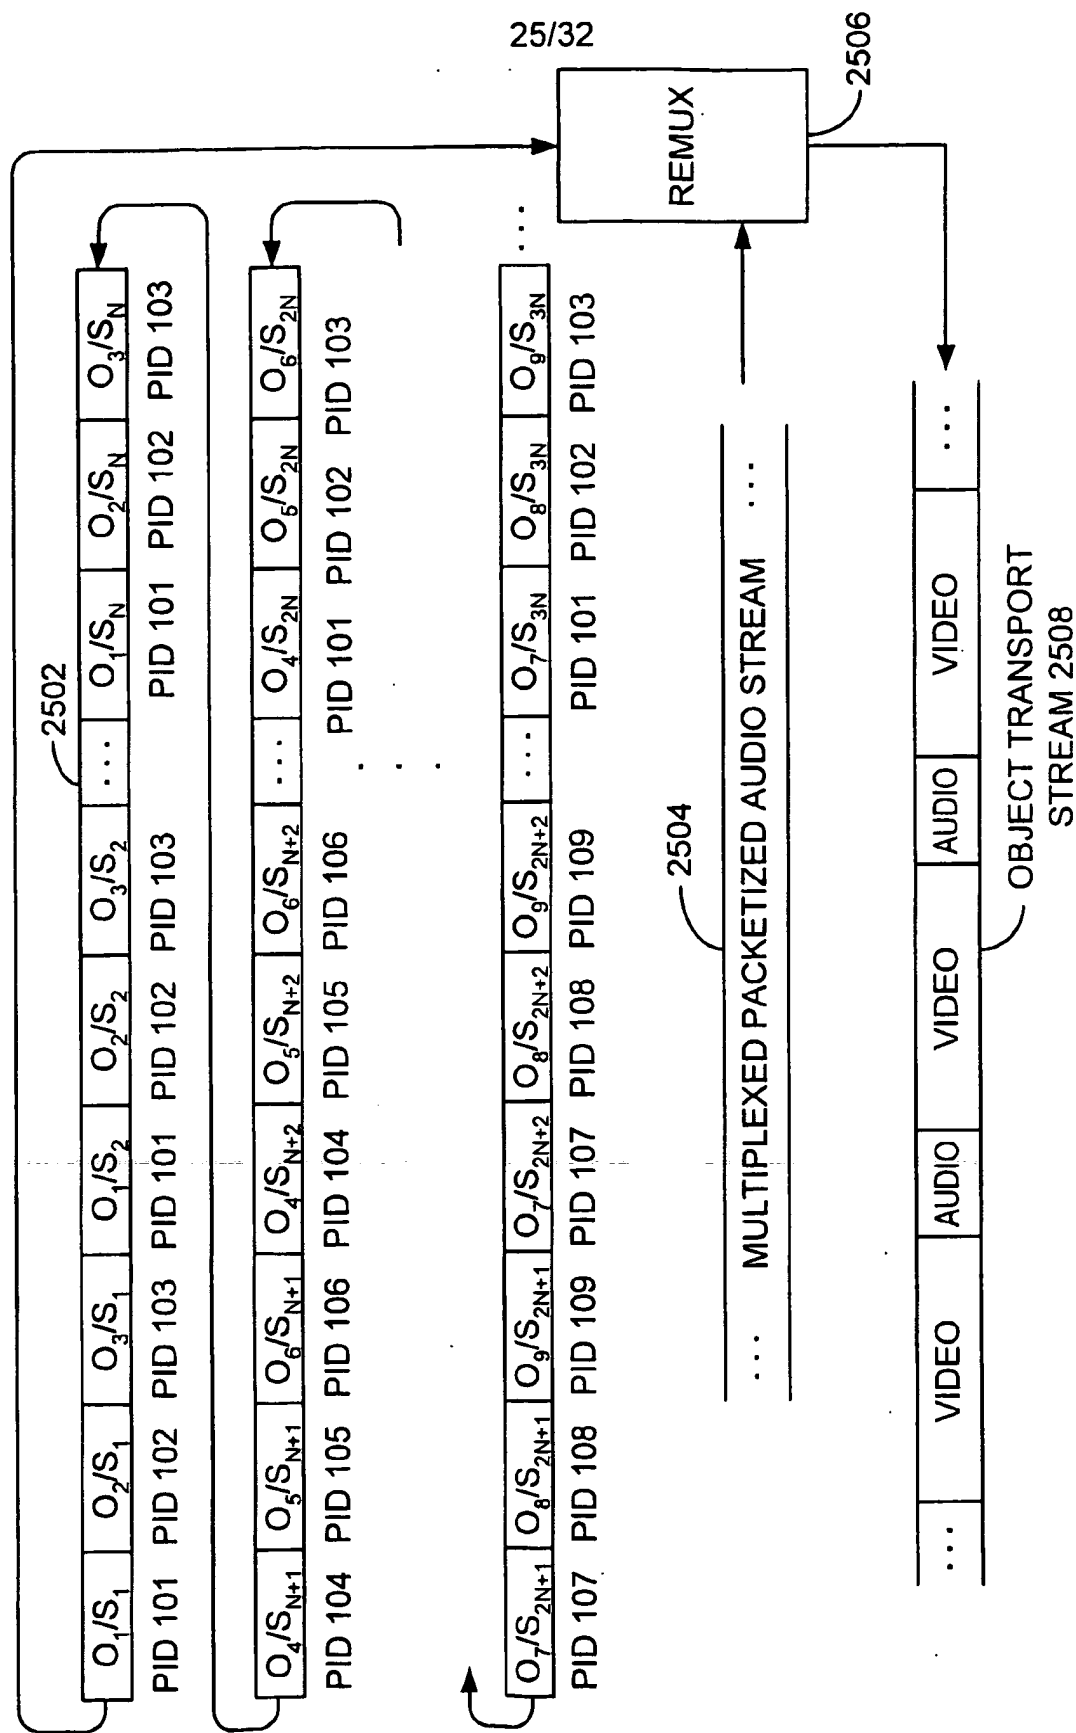 25/32
2502
O1/S1 O2/S1 O3/S1 O1/S2 O2/S2 O3/S2 ... O1/SN O2/SN O3/SN
PID 101 PID 102 PID 103 PID 101 PID 102 PID 103 PID 101 PID 102 PID 103
O4/SN+1 O5/SN+1 O6/SN+1 O4/SN+2 O5/SN+2 O6/SN+2 ... O4/S2N O5/S2N O6/S2N
PID 104 PID 105 PID 106 PID 104 PID 105 PID 106 PID 101 PID 102 PID 103
. . .
O7/S2N+1 O8/S2N+1 O9/S2N+1 O7/S2N+2 O8/S2N+2 O9/S2N+2 ... O7/S3N O8/S3N O9/S3N ...
PID 107 PID 108 PID 109 PID 107 PID 108 PID 109 PID 101 PID 102 PID 103
REMUX
2506
2504
... MULTIPLEXED PACKETIZED AUDIO STREAM ...
... VIDEO AUDIO VIDEO AUDIO VIDEO ...
OBJECT TRANSPORT
STREAM 2508